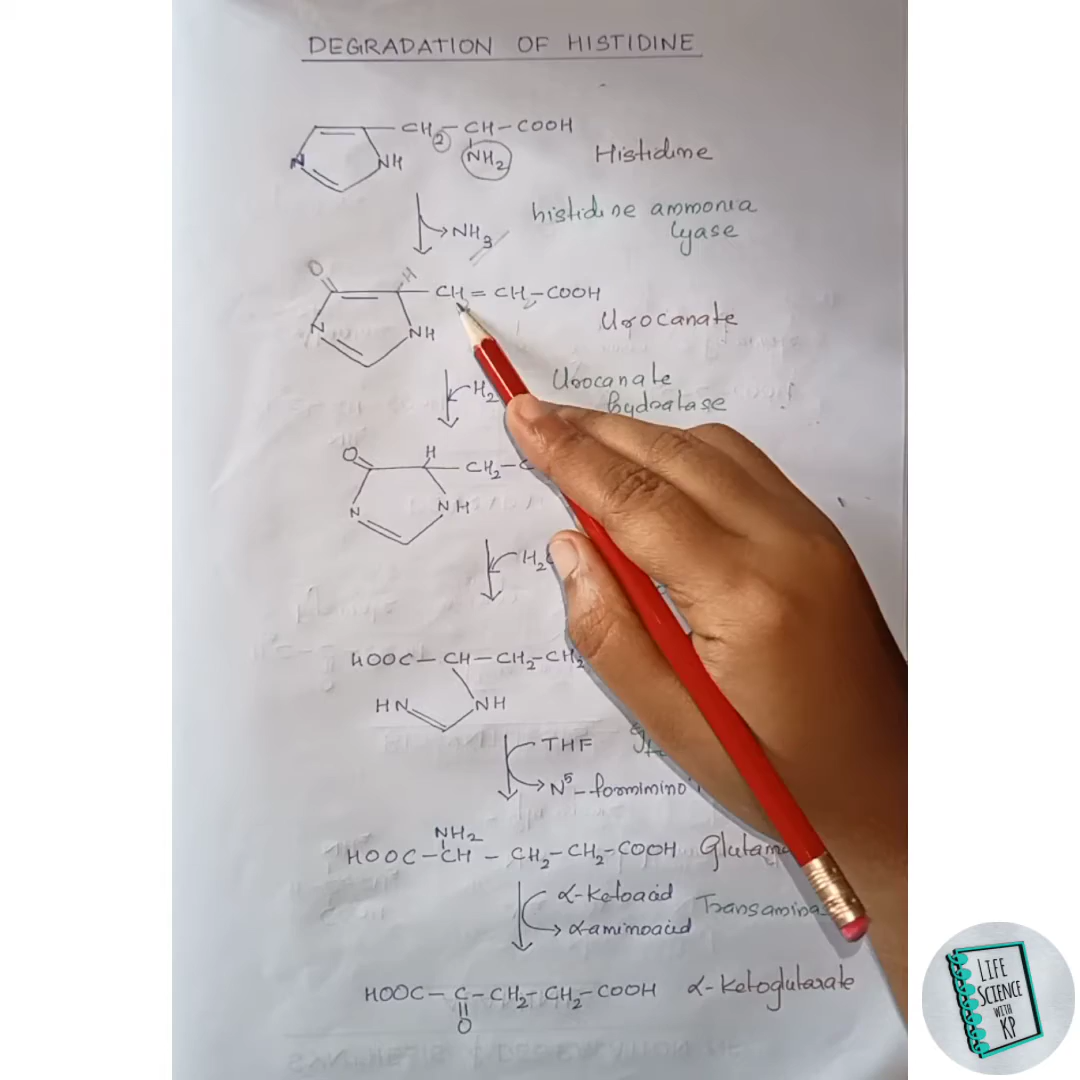 DEGRADATION OF HISTIDINE
CH2-CH-COOH
NH2
N
NH
Histidine
NH3
histidine ammonia
lyase
O
H
CH=CH-COOH
N
NH
Urocanate
H2
Urocanate
hydratase
O
H
CH2-C
N
NH
H2
HOOC-CH-CH2-CH2
HN
NH
THF
N5-formimino
NH2
HOOC-CH-CH2-CH2-COOH
α-Ketoacid
α-aminoacid
HOOC-C-CH2-CH2-COOH α-Ketoglutarate
O
LIFE
SCIENCE
WITH
KP